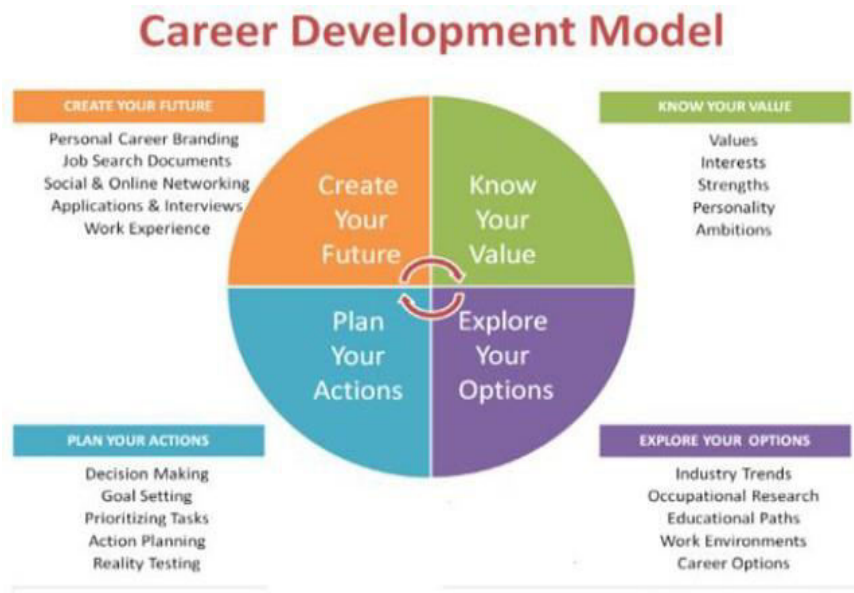 Career Development Model
CREATE YOUR FUTURE
Personal Career Branding
Job Search Documents
Social & Online Networking
Applications & Interviews
Work Experience
KNOW YOUR VALUE
Values
Interests
Strengths
Personality
Ambitions
Create
Your
Future
Know
Your
Value
Plan
Your
Actions
Explore
Your
Options
PLAN YOUR ACTIONS
Decision Making
Goal Setting
Prioritizing Tasks
Action Planning
Reality Testing
EXPLORE YOUR OPTIONS
Industry Trends
Occupational Research
Educational Paths
Work Environments
Career Options